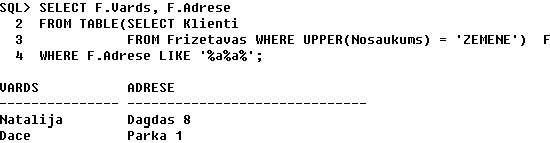 SQL> SELECT F.Vards, F.Adrese
  2  FROM TABLE(SELECT Klienti
  3             FROM Frizetavas WHERE UPPER(Nosaukums) = 'ZEMENE')  F
  4  WHERE F.Adrese LIKE '%a%a%';
VARDS           ADRESE
--------------- ------------------------------
Natalija        Dagdas 8
Dace            Parka 1